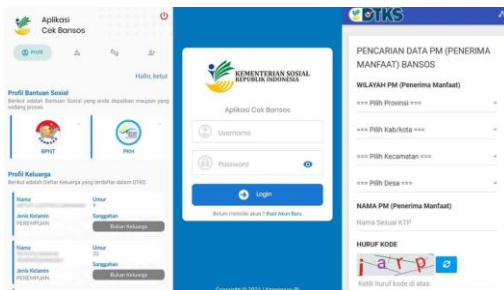 Aplikasi
Cek Bansos
Profil
Hallo, ketut
Profil Bantuan Sosial
Berikut adalah Bantuan Sosial yang anda dapatkan maupun yang
sedang proses
BPNT
PKH
Profil Keluarga
Berikut adalah Daftar Keluarga yang terdaftar dalam DTKS
Nama
Umur
Jenis Kelamin
Sanggahan
PEREMPUAN
Bukan Keluarga
Nama
Umur
Jenis Kelamin
Sanggahan
PEREMPUAN
Bukan Keluarga
KEMENTERIAN SOSIAL
REPUBLIK INDONESIA
Aplikasi Cek Bansos
Username
Password
Login
Belum memiliki akun ? Buat Akun Baru
DTKS
PENCARIAN DATA PM (PENERIMA
MANFAAT) BANSOS
WILAYAH PM (Penerima Manfaat)
=== Pilih Provinsi ===
=== Pilih Kab/Kota ===
=== Pilih Kecamatan ===
=== Pilih Desa ===
NAMA PM (Penerima Manfaat)
Nama Sesuai KTP
HURUF KODE
jarp
Ketik huruf kode di atas